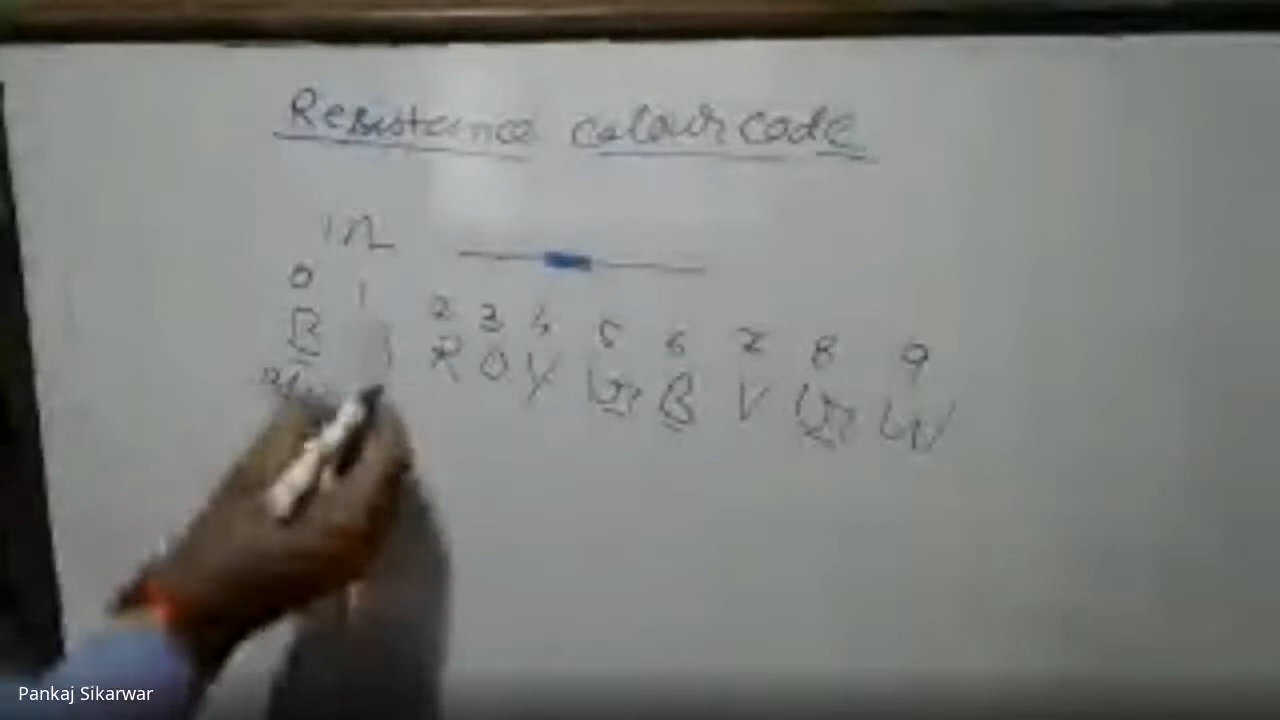 Resistance colour code
1Ω
0 1 2 3 4 5 6 7 8 9
B R O Y G B V G W
Pankaj Sikarwar